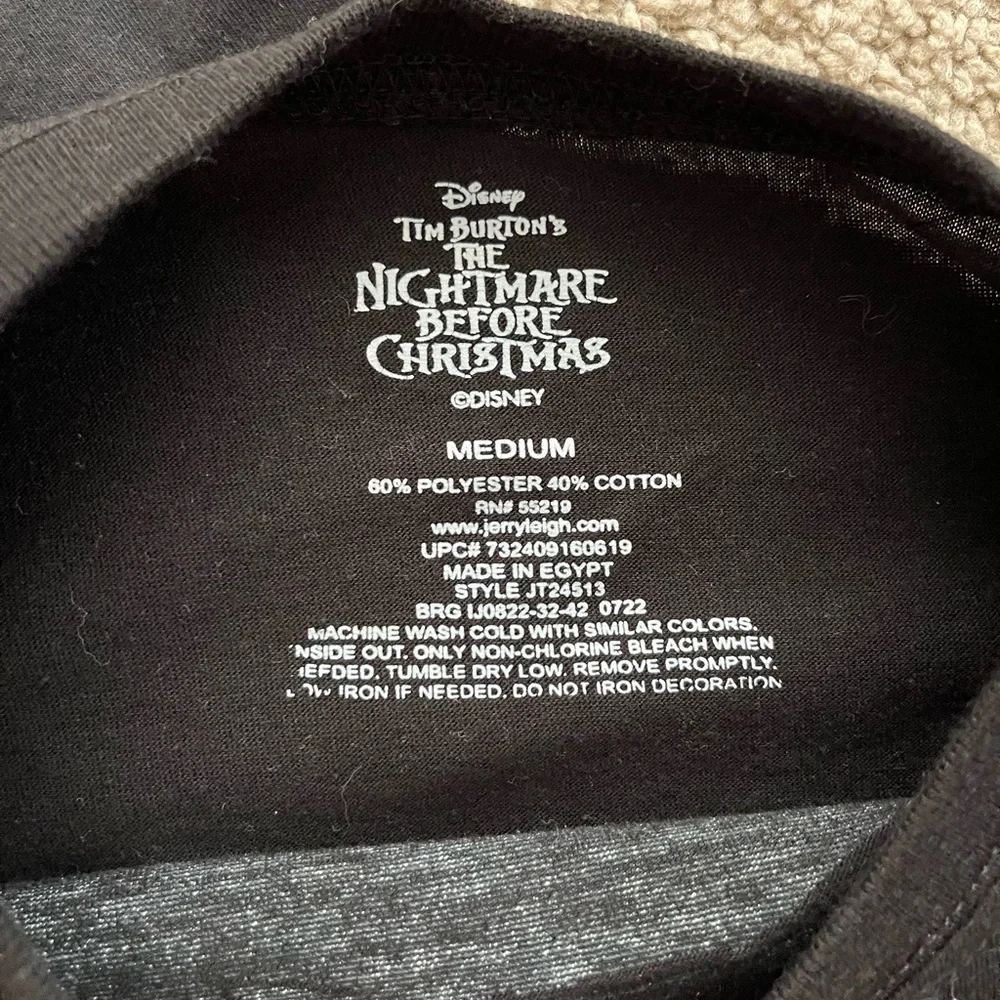 Disney
TIM BURTON'S
THE
NIGHTMARE
BEFORE
CHRISTMAS
©DISNEY
MEDIUM
60% POLYESTER 40% COTTON
RN# 55219
www.jerryleigh.com
UPC# 732409160619
MADE IN EGYPT
STYLE JT24513
BRG IJ0822-32-42 0722
MACHINE WASH COLD WITH SIMILAR COLORS.
INSIDE OUT. ONLY NON-CHLORINE BLEACH WHEN
NEEDED. TUMBLE DRY LOW. REMOVE PROMPTLY.
LOW IRON IF NEEDED. DO NOT IRON DECORATION